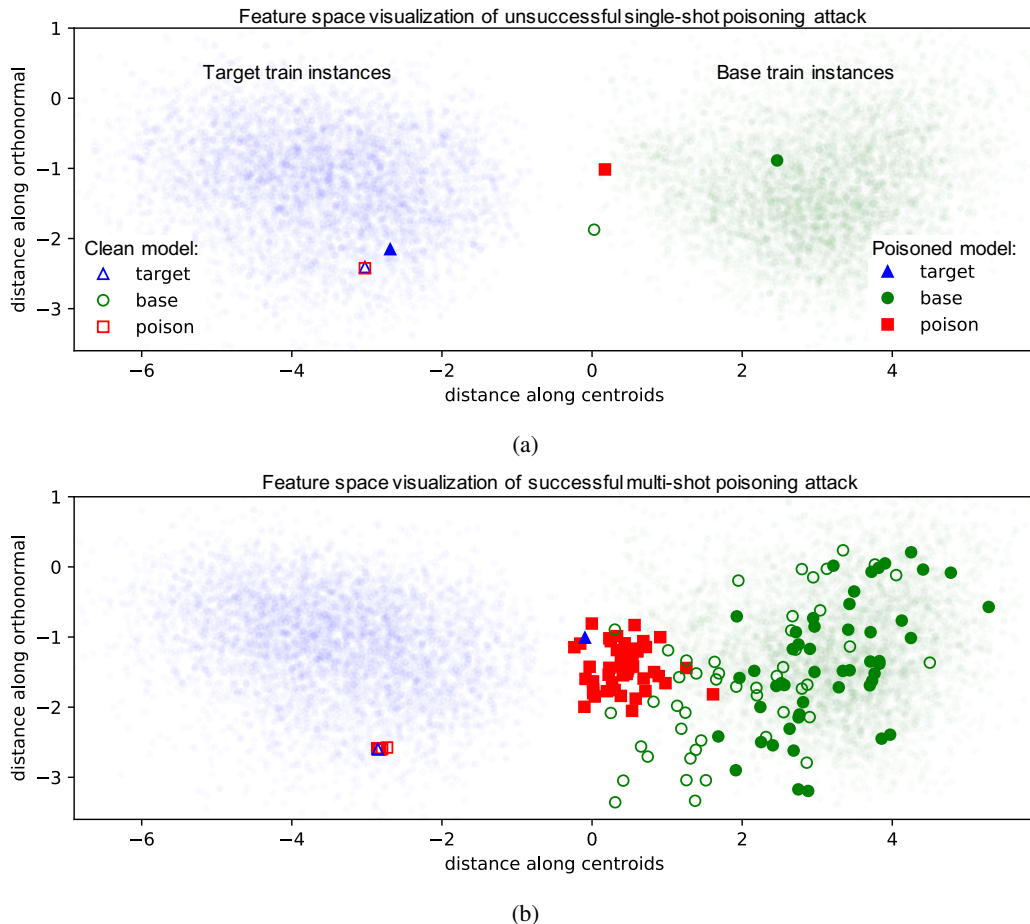 Feature space visualization of unsuccessful single-shot poisoning attack
1
0
−1
−2
−3
distance along orthonormal
Target train instances
Base train instances
Clean model:
target
base
poison
Poisoned model:
target
base
poison
−6
−4
−2
0
2
4
distance along centroids
(a)
Feature space visualization of successful multi-shot poisoning attack
1
0
−1
−2
−3
distance along orthonormal
−6
−4
−2
0
2
4
distance along centroids
(b)